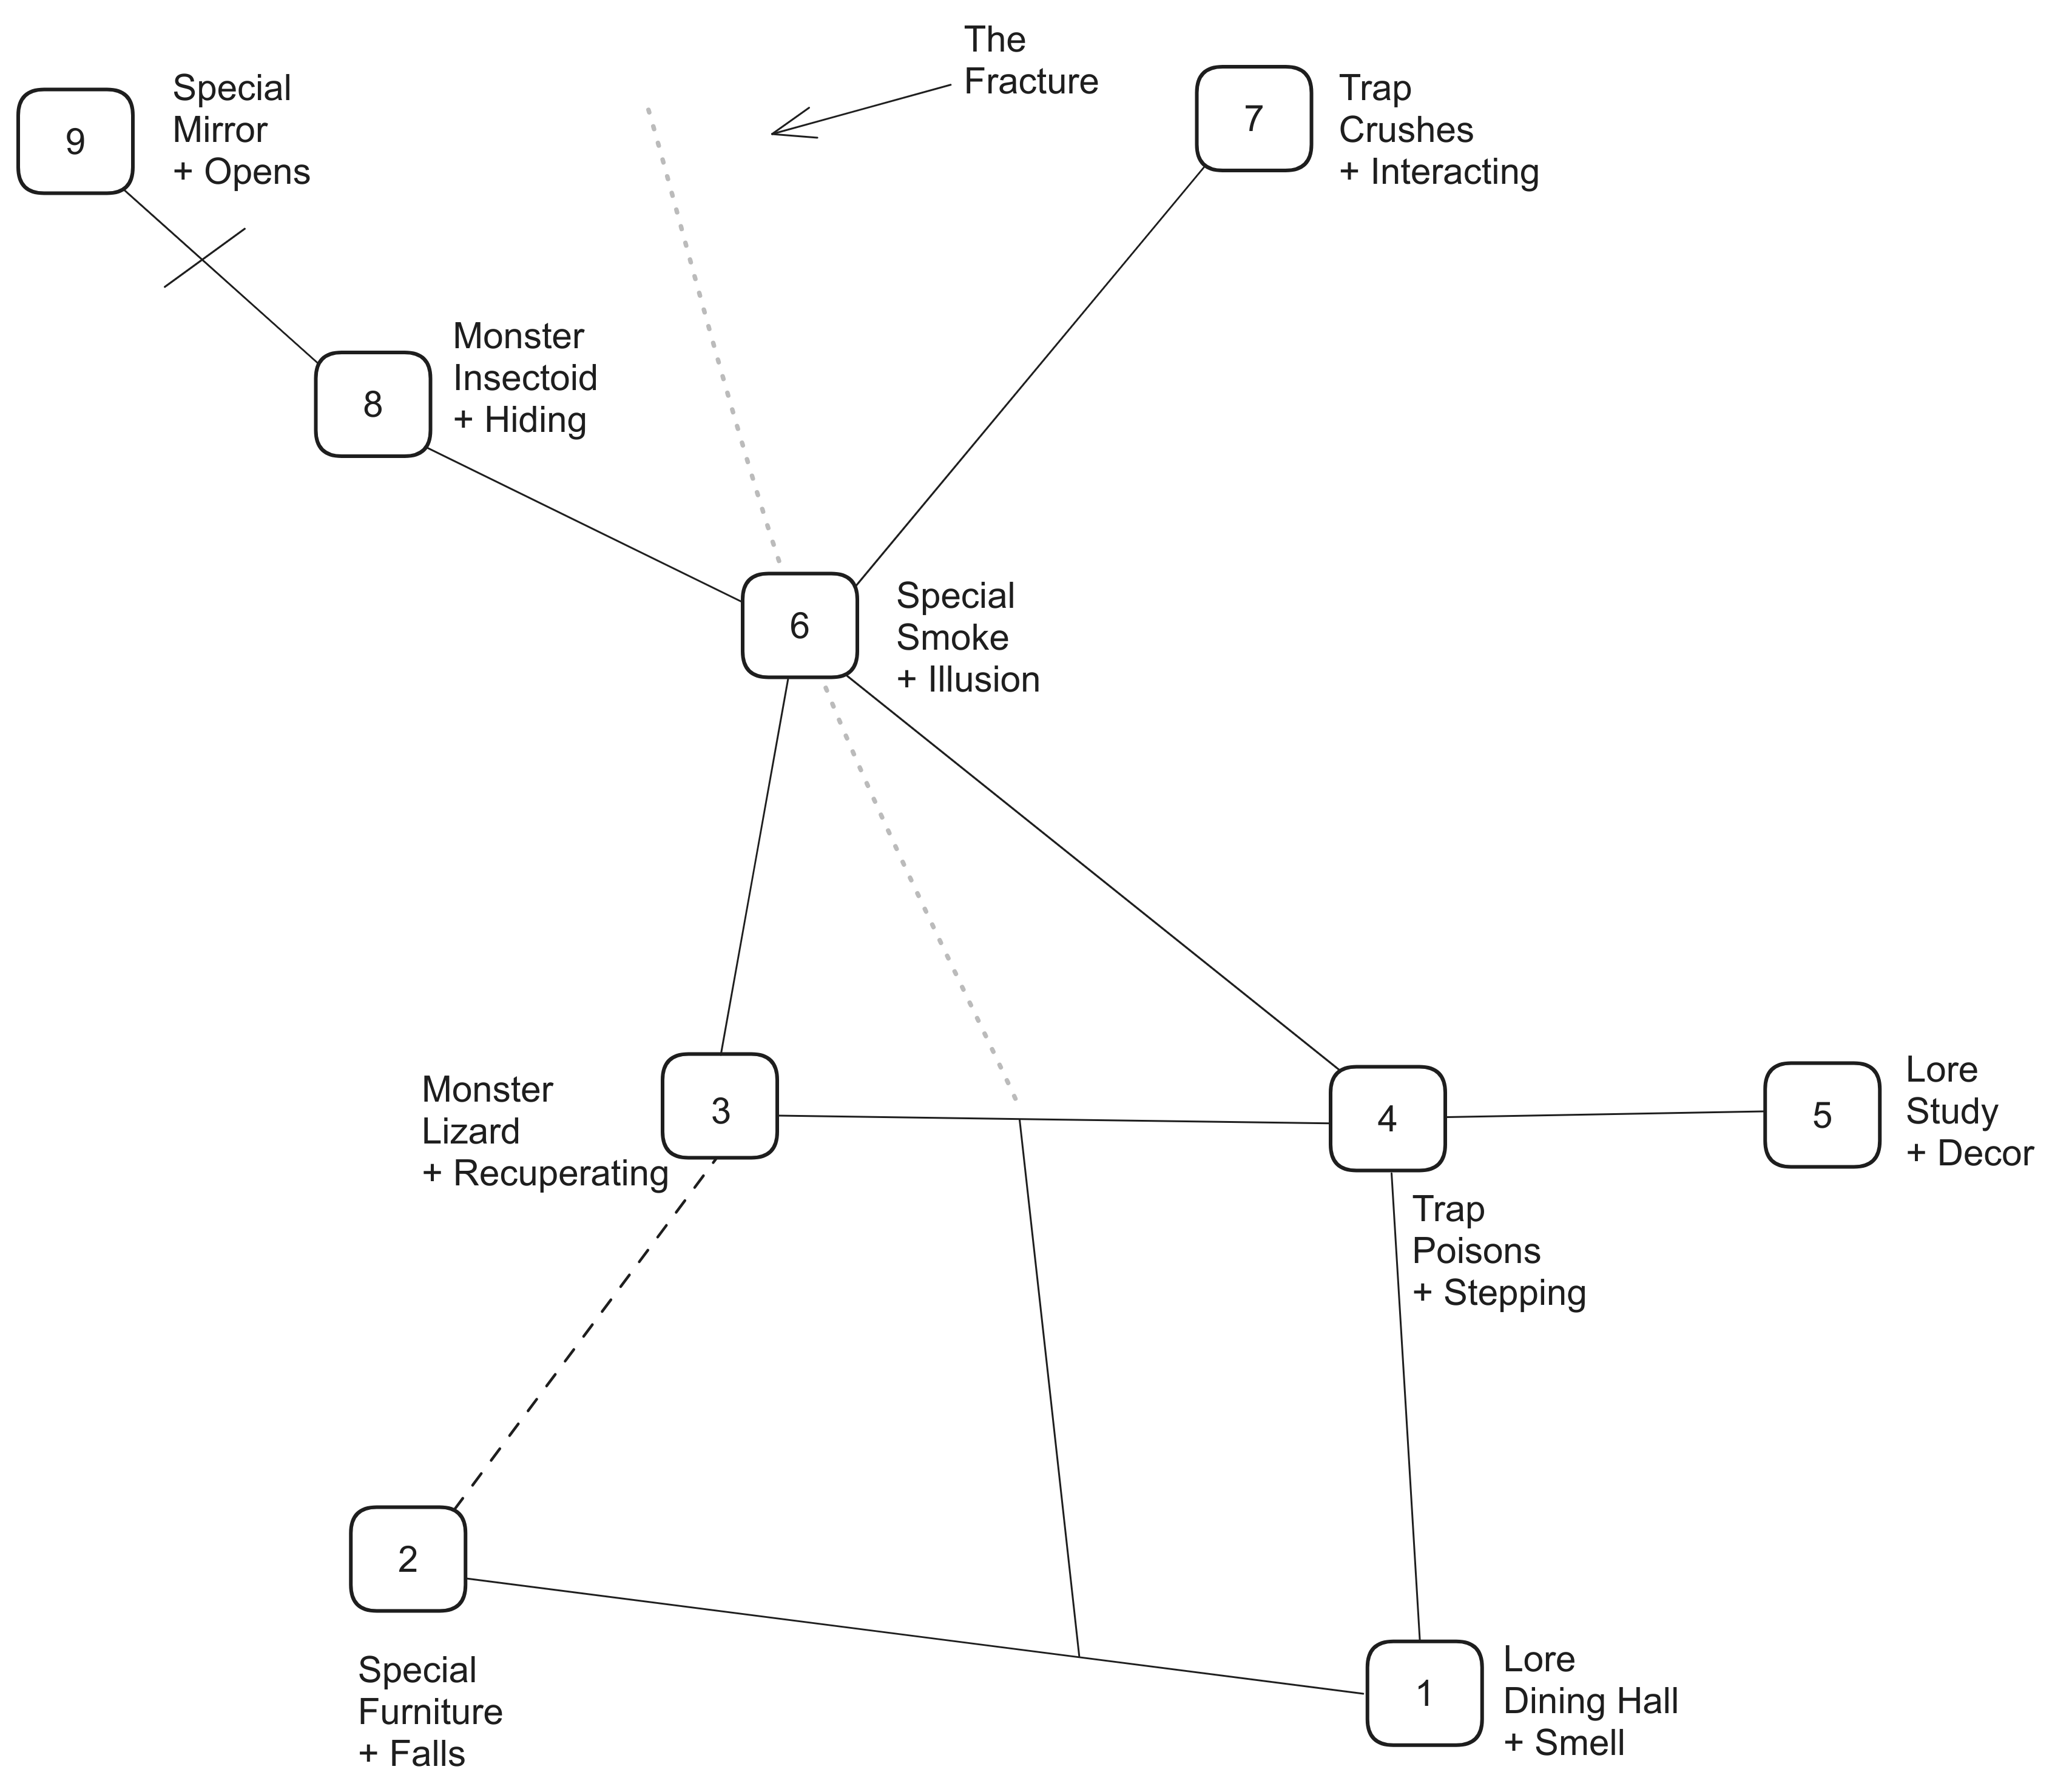 The
Fracture
9
Special
Mirror
+ Opens
7
Trap
Crushes
+ Interacting
8
Monster
Insectoid
+ Hiding
6
Special
Smoke
+ Illusion
3
Monster
Lizard
+ Recuperating
4
Trap
Poisons
+ Stepping
5
Lore
Study
+ Decor
2
Special
Furniture
+ Falls
1
Lore
Dining Hall
+ Smell